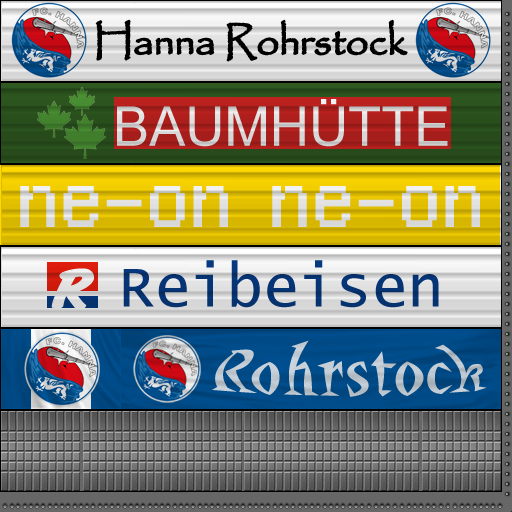 FC. HANNA Hanna Rohrstock FC. HANNA
BAUMHÜTTE
ne-on ne-on
R Reibeisen
FC. HANNA FC. HANNA Rohrstock